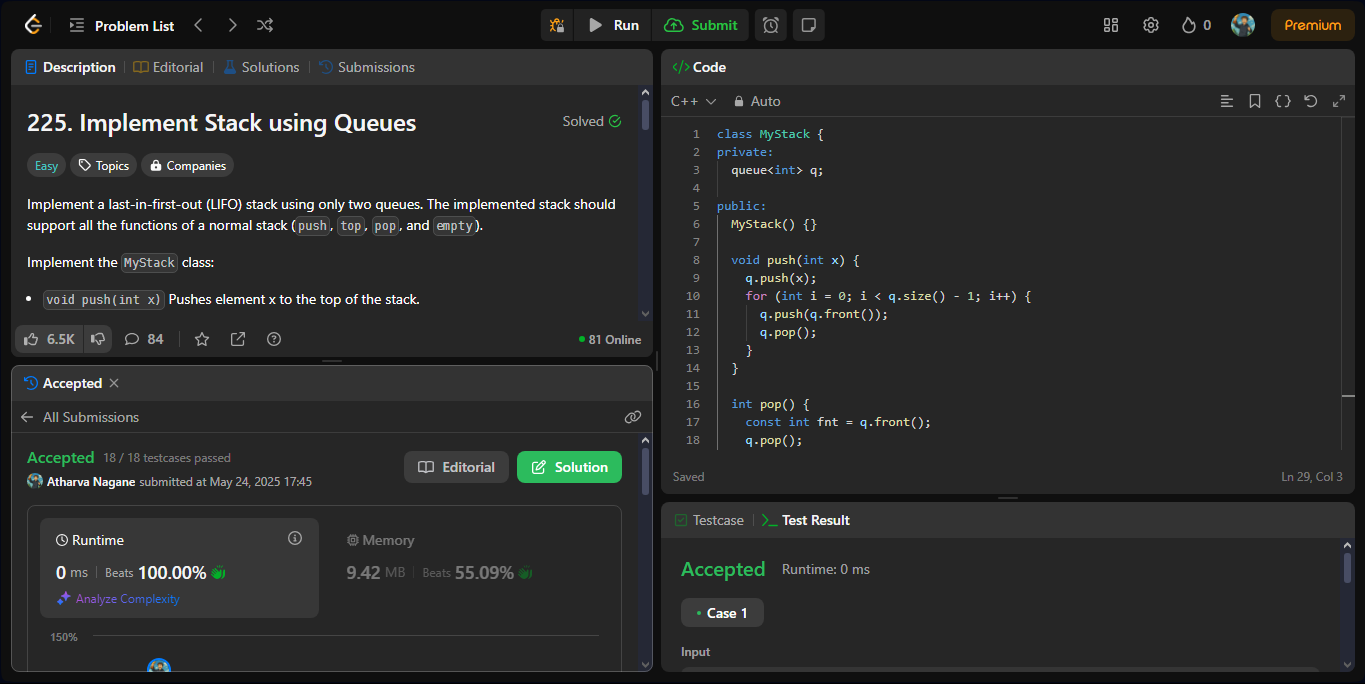 Problem List
Run
Submit
0
Premium
Description
Editorial
Solutions
Submissions
225. Implement Stack using Queues
Solved
Easy
Topics
Companies
Implement a last-in-first-out (LIFO) stack using only two queues. The implemented stack should
support all the functions of a normal stack (push, top, pop, and empty).
Implement the MyStack class:
• void push(int x) Pushes element x to the top of the stack.
6.5K
84
81 Online
Accepted
All Submissions
Accepted 18 / 18 testcases passed
Atharva Nagane submitted at May 24, 2025 17:45
Editorial
Solution
Runtime
0 ms Beats 100.00%
Analyze Complexity
Memory
9.42 MB Beats 55.09%
150%
</> Code
C++
Auto
1 class MyStack {
2 private:
3 queue<int> q;
4
5 public:
6 MyStack() {}
7
8 void push(int x) {
9 q.push(x);
10 for (int i = 0; i < q.size() - 1; i++) {
11 q.push(q.front());
12 q.pop();
13 }
14 }
15
16 int pop() {
17 const int fnt = q.front();
18 q.pop();
Saved
Ln 29, Col 3
Testcase
>_ Test Result
Accepted Runtime: 0 ms
• Case 1
Input